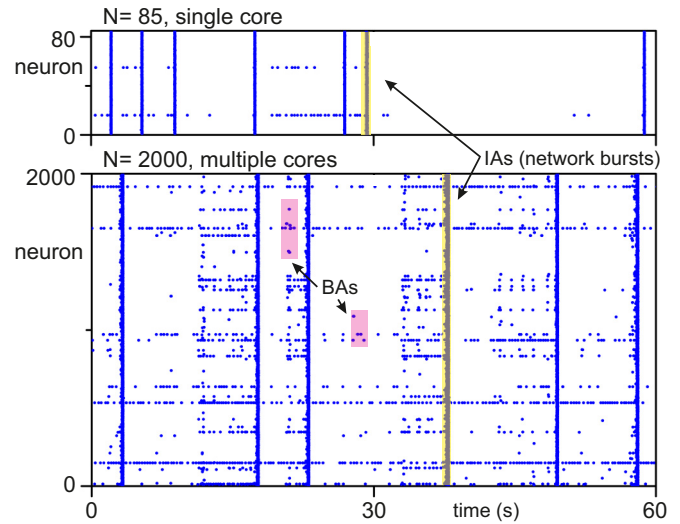 N= 85, single core
80
neuron
0
N= 2000, multiple cores
IAs (network bursts)
2000
neuron
BAs
0
0
30
time (s)
60